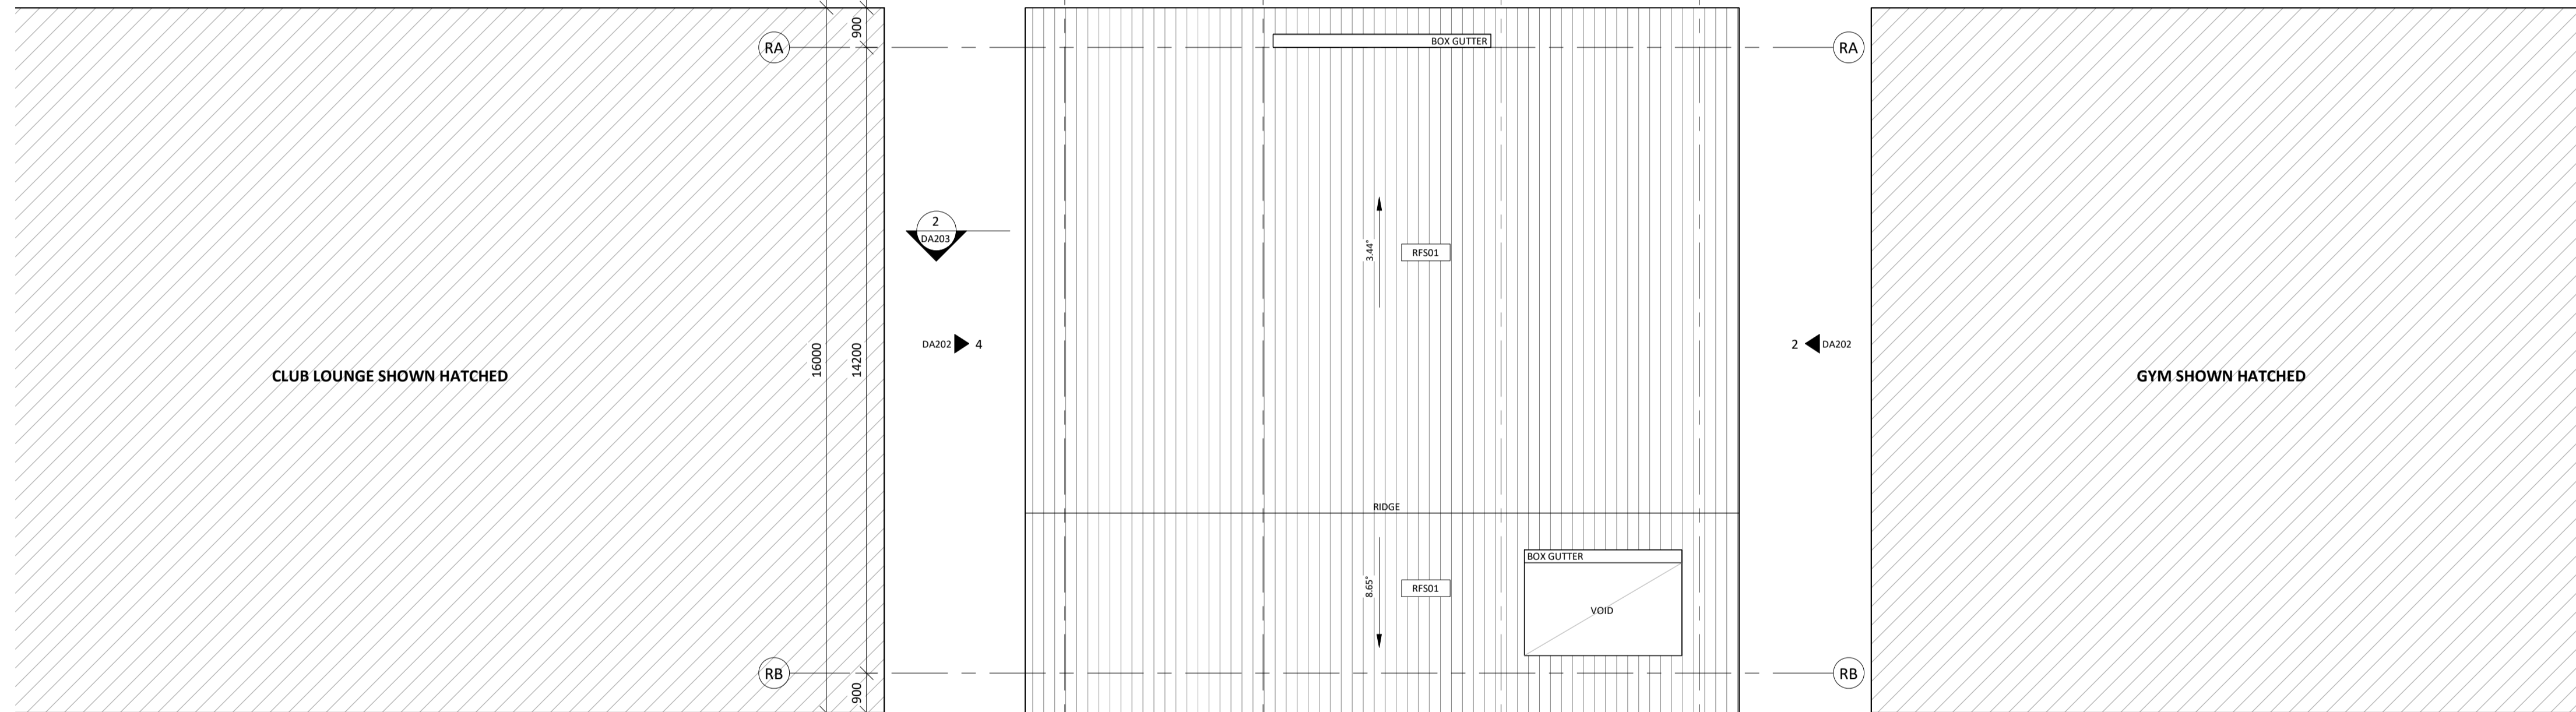 900
RA
BOX GUTTER
RA
2
DA203
3.44°
RFS01
DA202
4
2
DA202
16000
14200
CLUB LOUNGE SHOWN HATCHED
GYM SHOWN HATCHED
RIDGE
BOX GUTTER
8.65°
RFS01
VOID
RB
RB
900